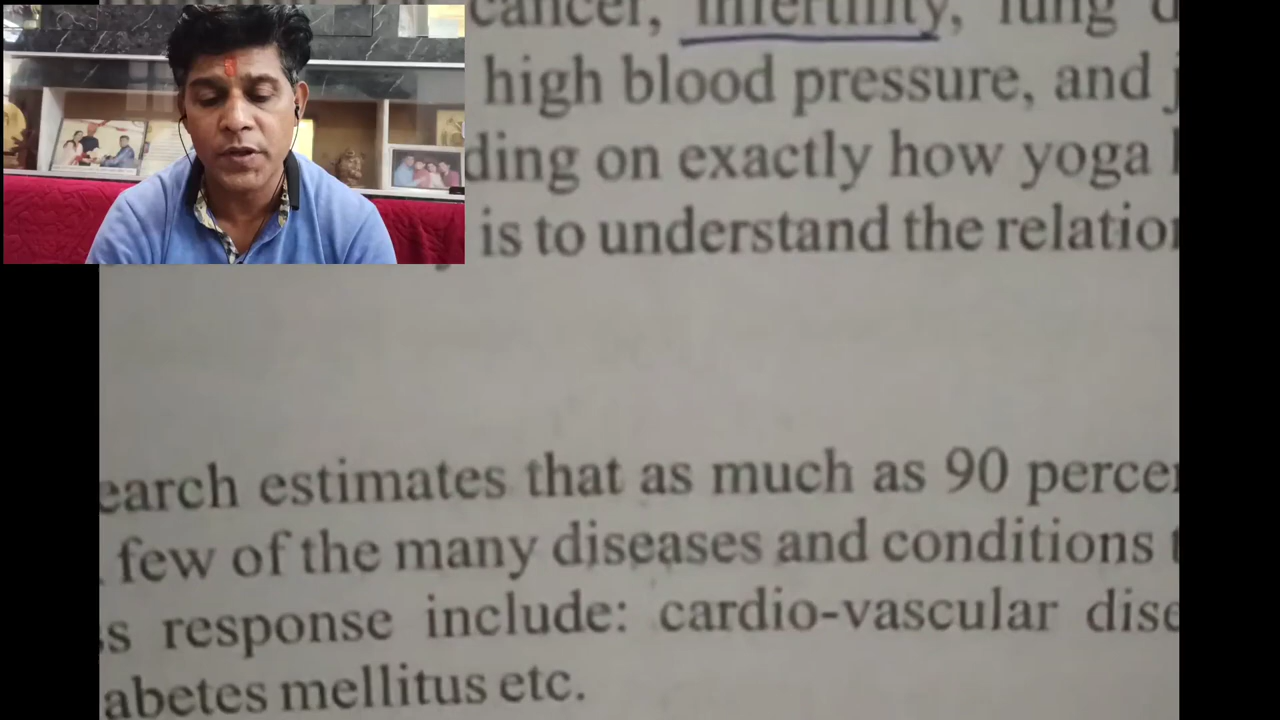 cancer, infertility, lung
high blood pressure, and
ding on exactly how yoga
is to understand the relation
earch estimates that as much as 90 percen
few of the many diseases and conditions
ss response include: cardio-vascular dise
abetes mellitus etc.